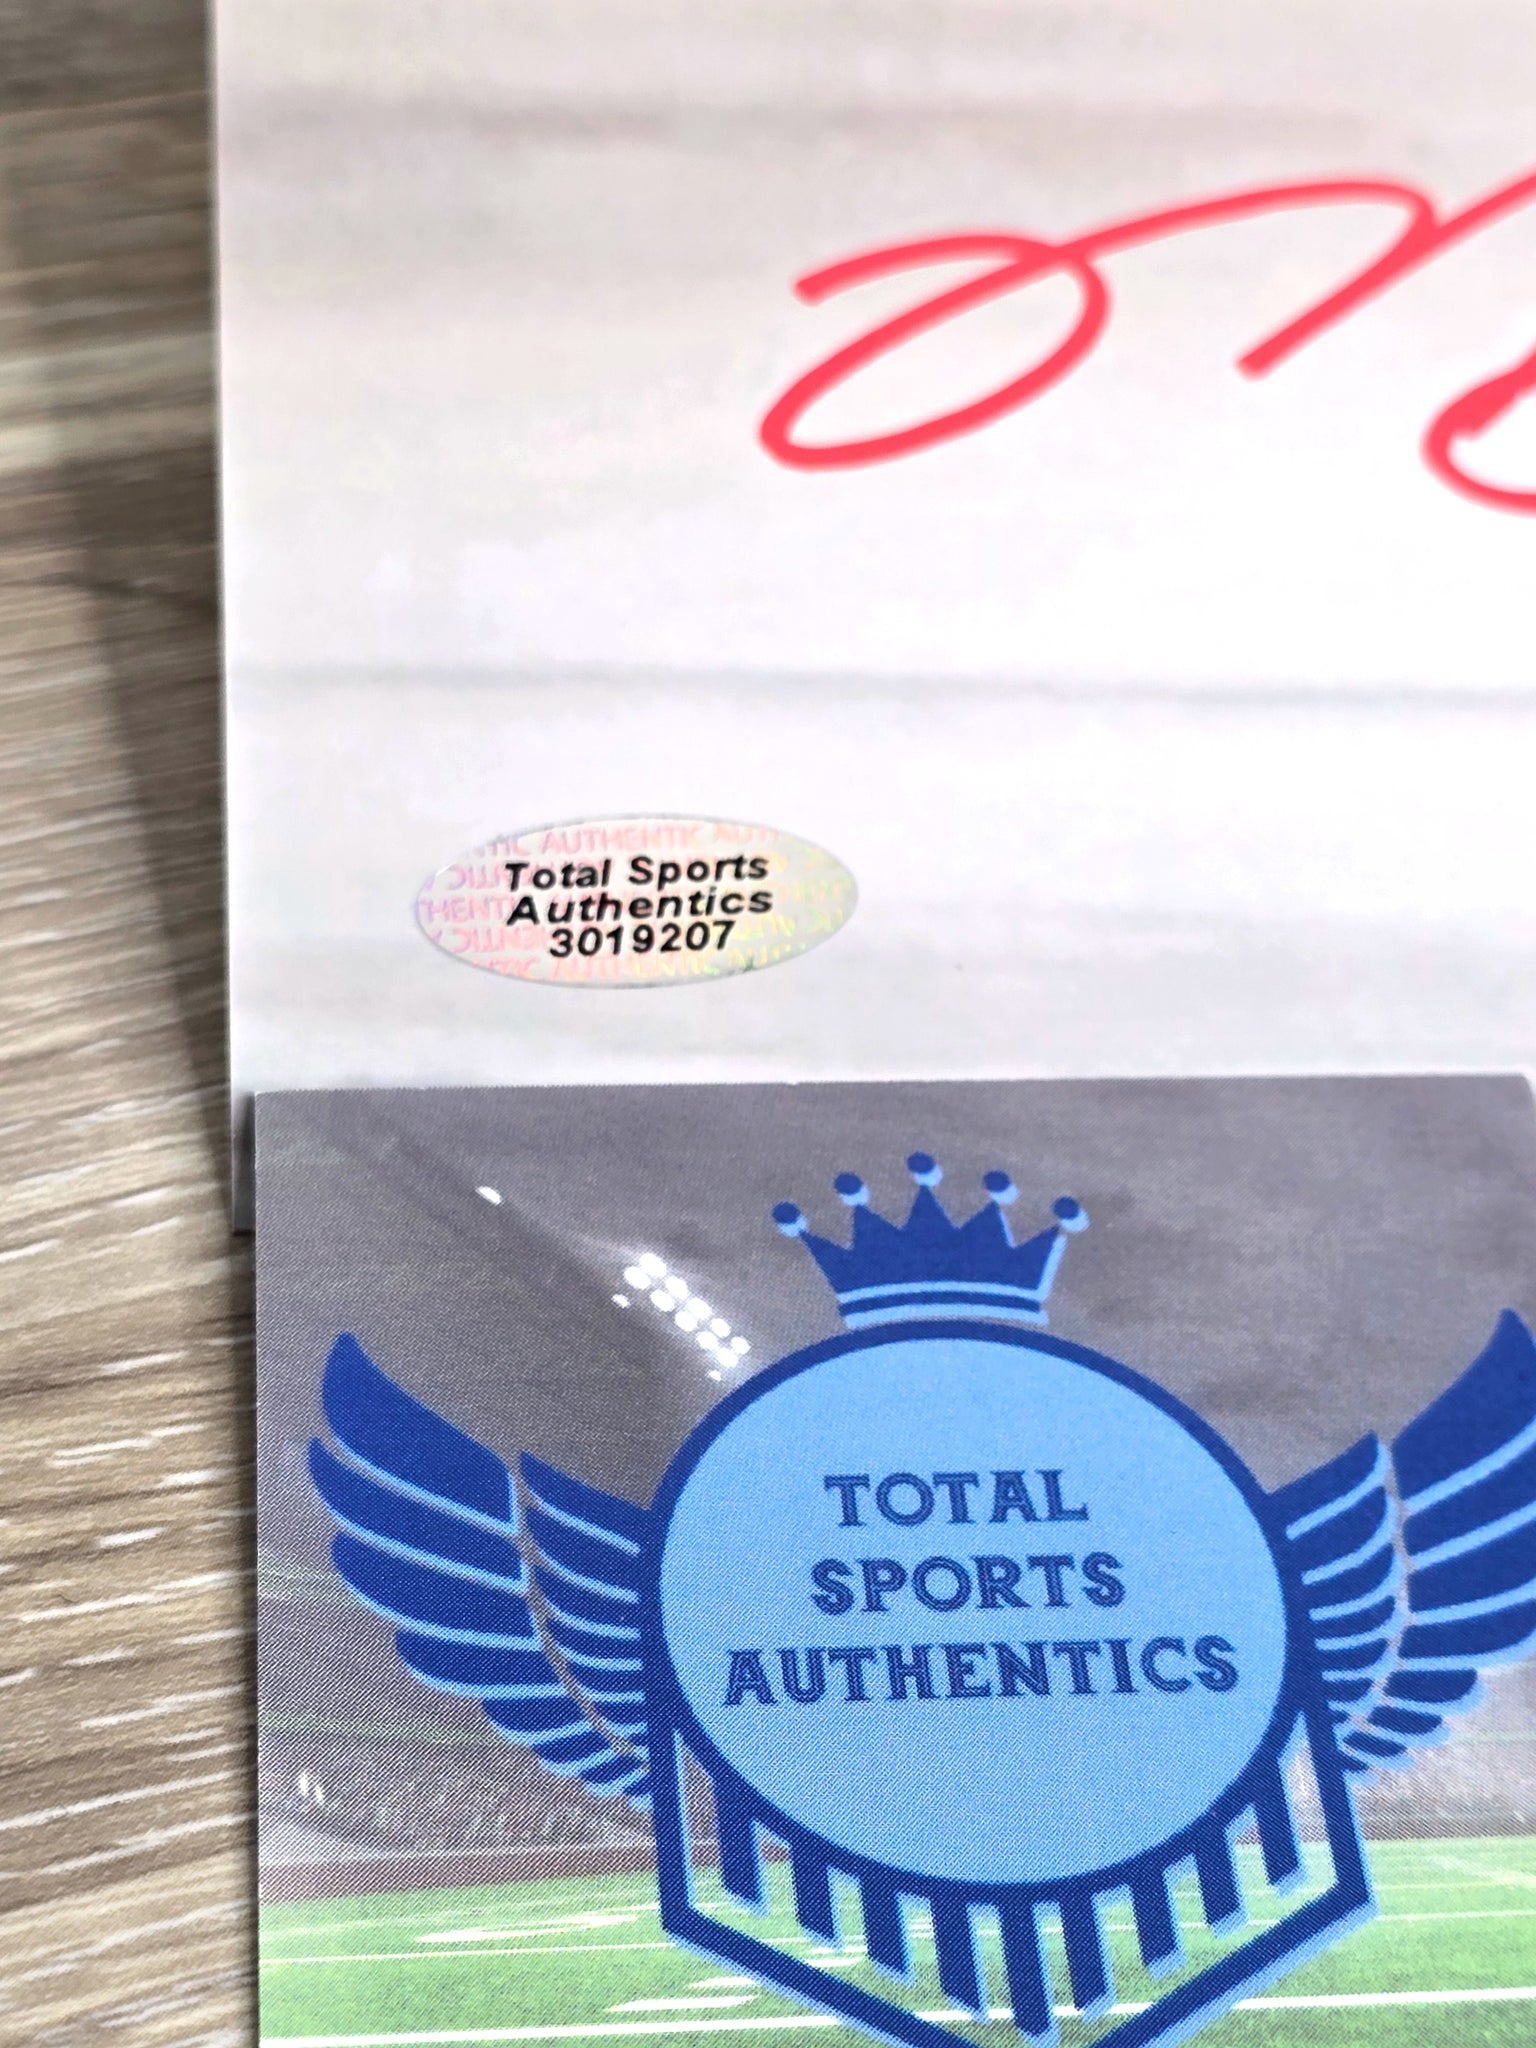 Total Sports
Authentics
3019207
TOTAL
SPORTS
AUTHENTICS